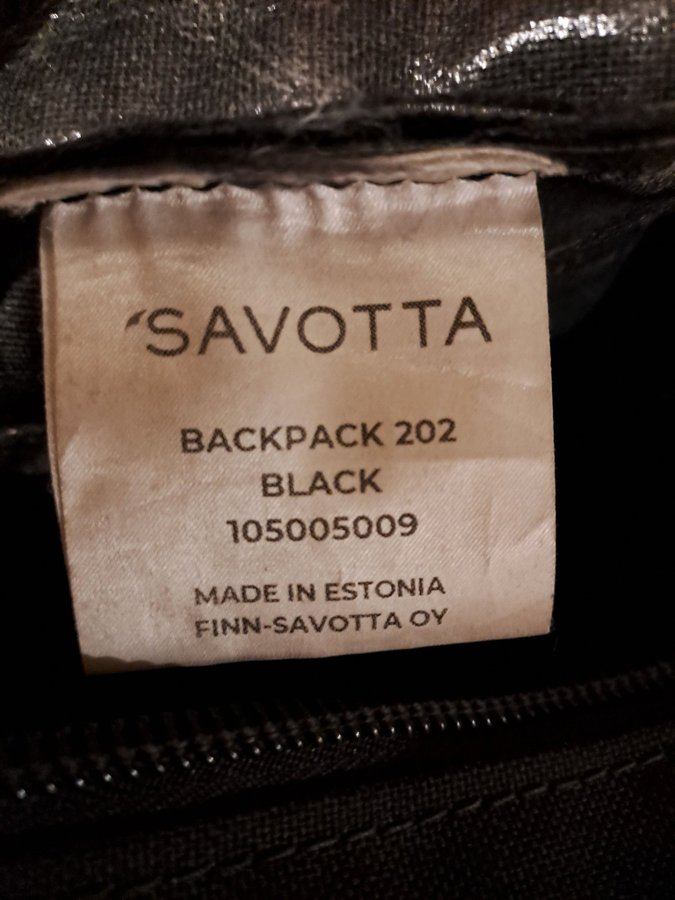 SAVOTTA
BACKPACK 202
BLACK
105005009
MADE IN ESTONIA
FINN-SAVOTTA OY